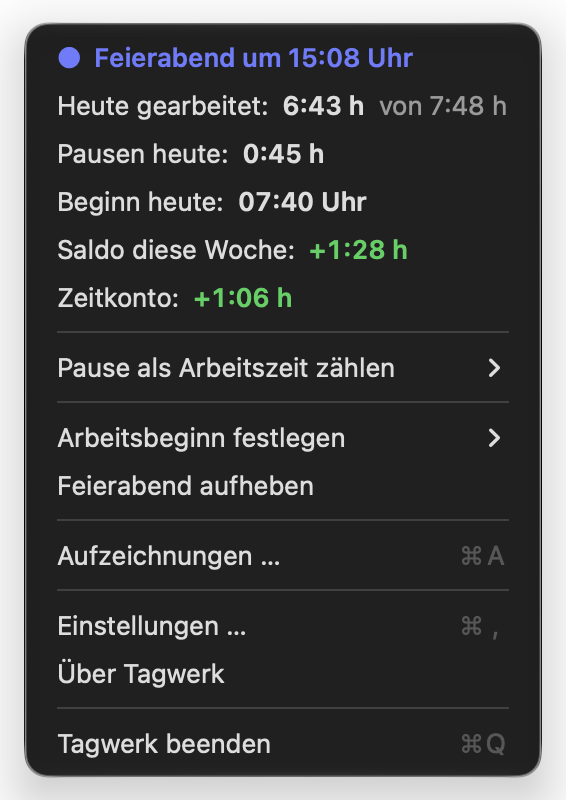 Feierabend um 15:08 Uhr
Heute gearbeitet: 6:43 h von 7:48 h
Pausen heute: 0:45 h
Beginn heute: 07:40 Uhr
Saldo diese Woche: +1:28 h
Zeitkonto: +1:06 h
Pause als Arbeitszeit zählen
Arbeitsbeginn festlegen
Feierabend aufheben
Aufzeichnungen ... ⌘ A
Einstellungen ... ⌘ ,
Über Tagwerk
Tagwerk beenden ⌘ Q